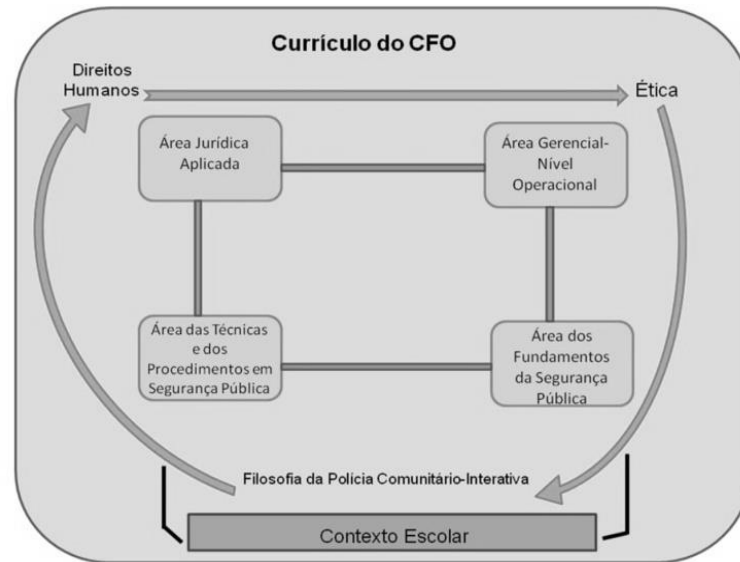 Currículo do CFO
Direitos
Humanos
Ética
Área Jurídica
Aplicada
Área Gerencial-
Nível
Operacional
Área das Técnicas
e dos
Procedimentos em
Segurança Pública
Área dos
Fundamentos
da Segurança
Pública
Filosofia da Polícia Comunitário-Interativa
Contexto Escolar